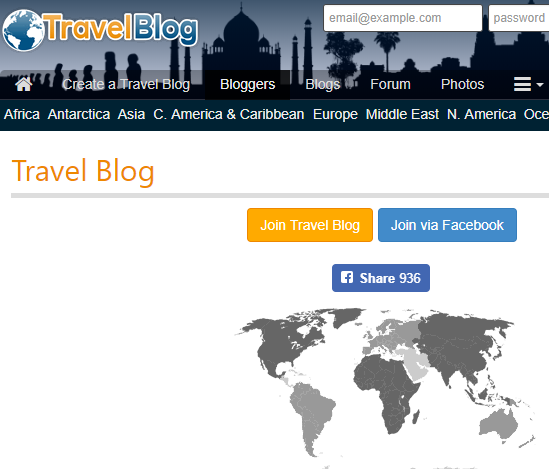 TravelBlog
email@example.com
password
Create a Travel Blog Bloggers Blogs Forum Photos
Africa Antarctica Asia C. America & Caribbean Europe Middle East N. America Oce
Travel Blog
Join Travel Blog Join via Facebook
Share 936